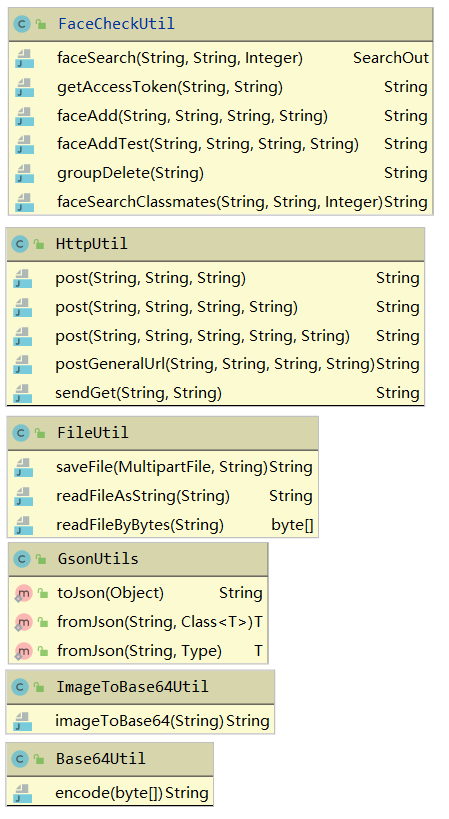 FaceCheckUtil
faceSearch(String, String, Integer) SearchOut
getAccessToken(String, String) String
faceAdd(String, String, String, String) String
faceAddTest(String, String, String, String) String
groupDelete(String) String
faceSearchClassmates(String, String, Integer) String
HttpUtil
post(String, String, String) String
post(String, String, String, String) String
post(String, String, String, String, String) String
postGeneralUrl(String, String, String, String) String
sendGet(String, String) String
FileUtil
saveFile(MultipartFile, String) String
readFileAsString(String) String
readFileByBytes(String) byte[]
GsonUtils
toJson(Object) String
fromJson(String, Class<T>) T
fromJson(String, Type) T
ImageToBase64Util
imageToBase64(String) String
Base64Util
encode(byte[]) String